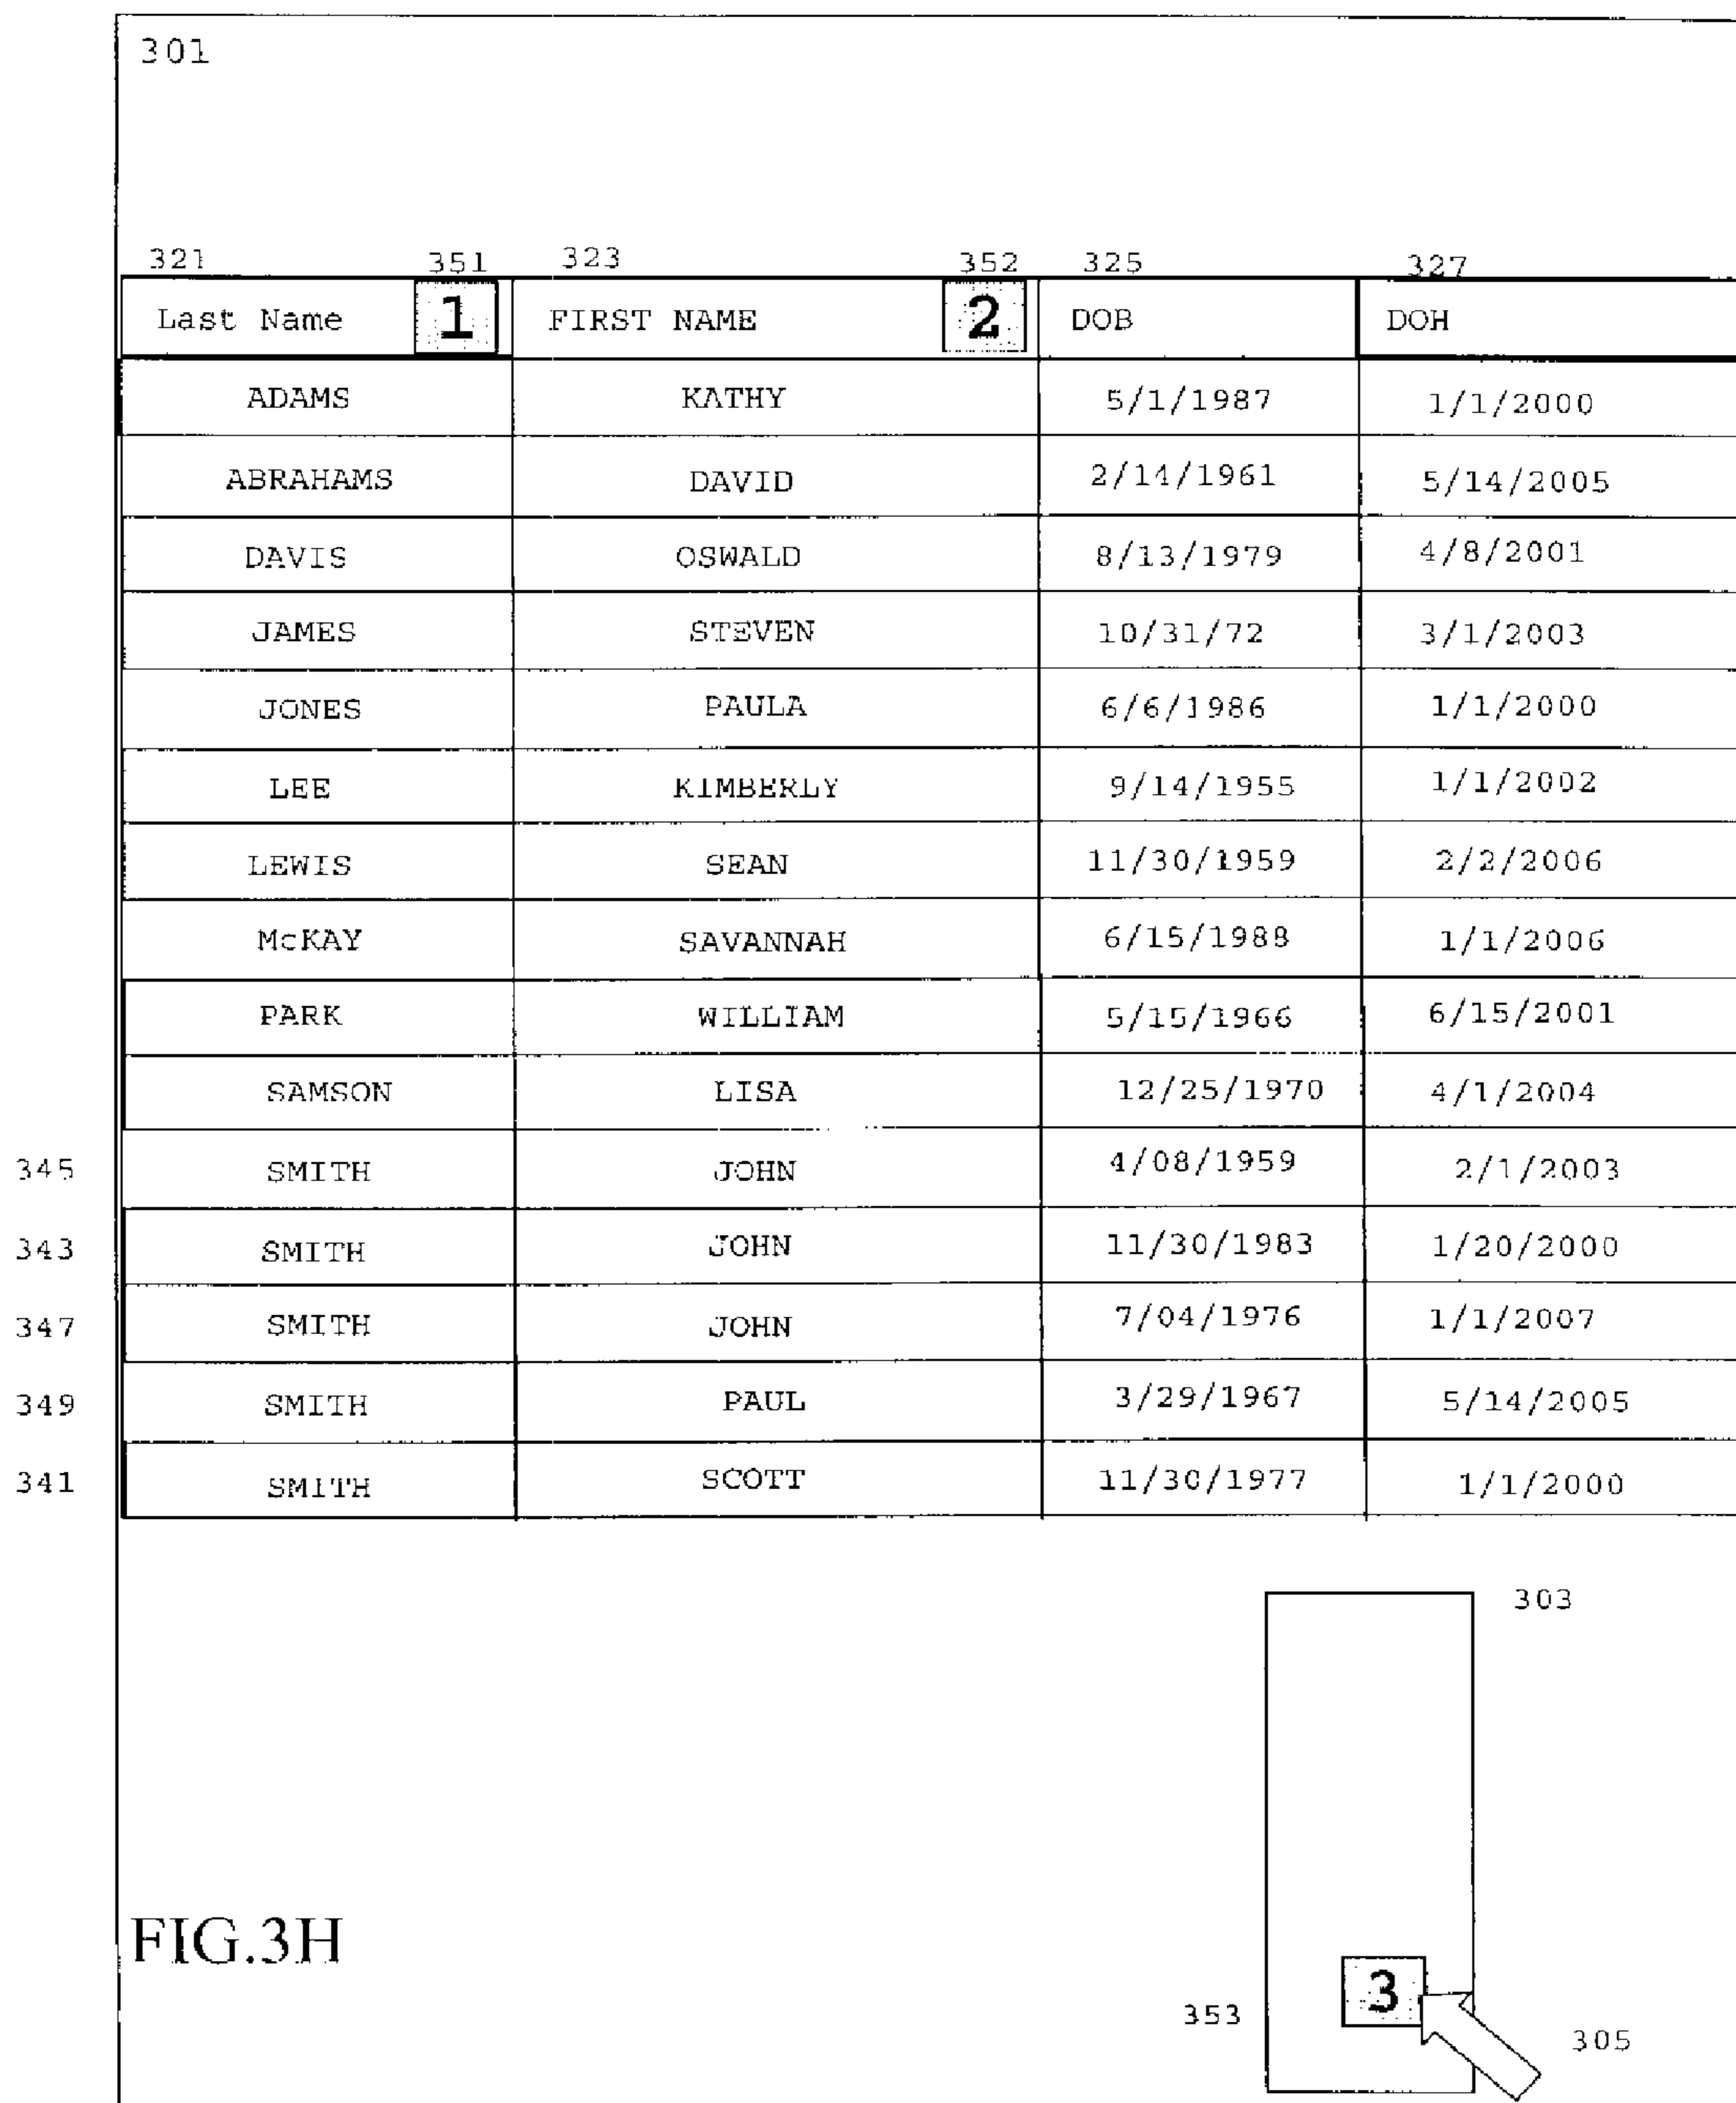 301
321 351 323 352 325 327
Last Name 1 FIRST NAME 2 DOB DOH
ADAMS KATHY 5/1/1987 1/1/2000
ABRAHAMS DAVID 2/14/1961 5/14/2005
DAVIS OSWALD 8/13/1979 4/8/2001
JAMES STEVEN 10/31/72 3/1/2003
JONES PAULA 6/6/1986 1/1/2000
LEE KIMBERLY 9/14/1955 1/1/2002
LEWIS SEAN 11/30/1959 2/2/2006
McKAY SAVANNAH 6/15/1988 1/1/2006
PARK WILLIAM 5/15/1966 6/15/2001
SAMSON LISA 12/25/1970 4/1/2004
345 SMITH JOHN 4/08/1959 2/1/2003
343 SMITH JOHN 11/30/1983 1/20/2000
347 SMITH JOHN 7/04/1976 1/1/2007
349 SMITH PAUL 3/29/1967 5/14/2005
341 SMITH SCOTT 11/30/1977 1/1/2000
303
FIG.3H
3
353
305